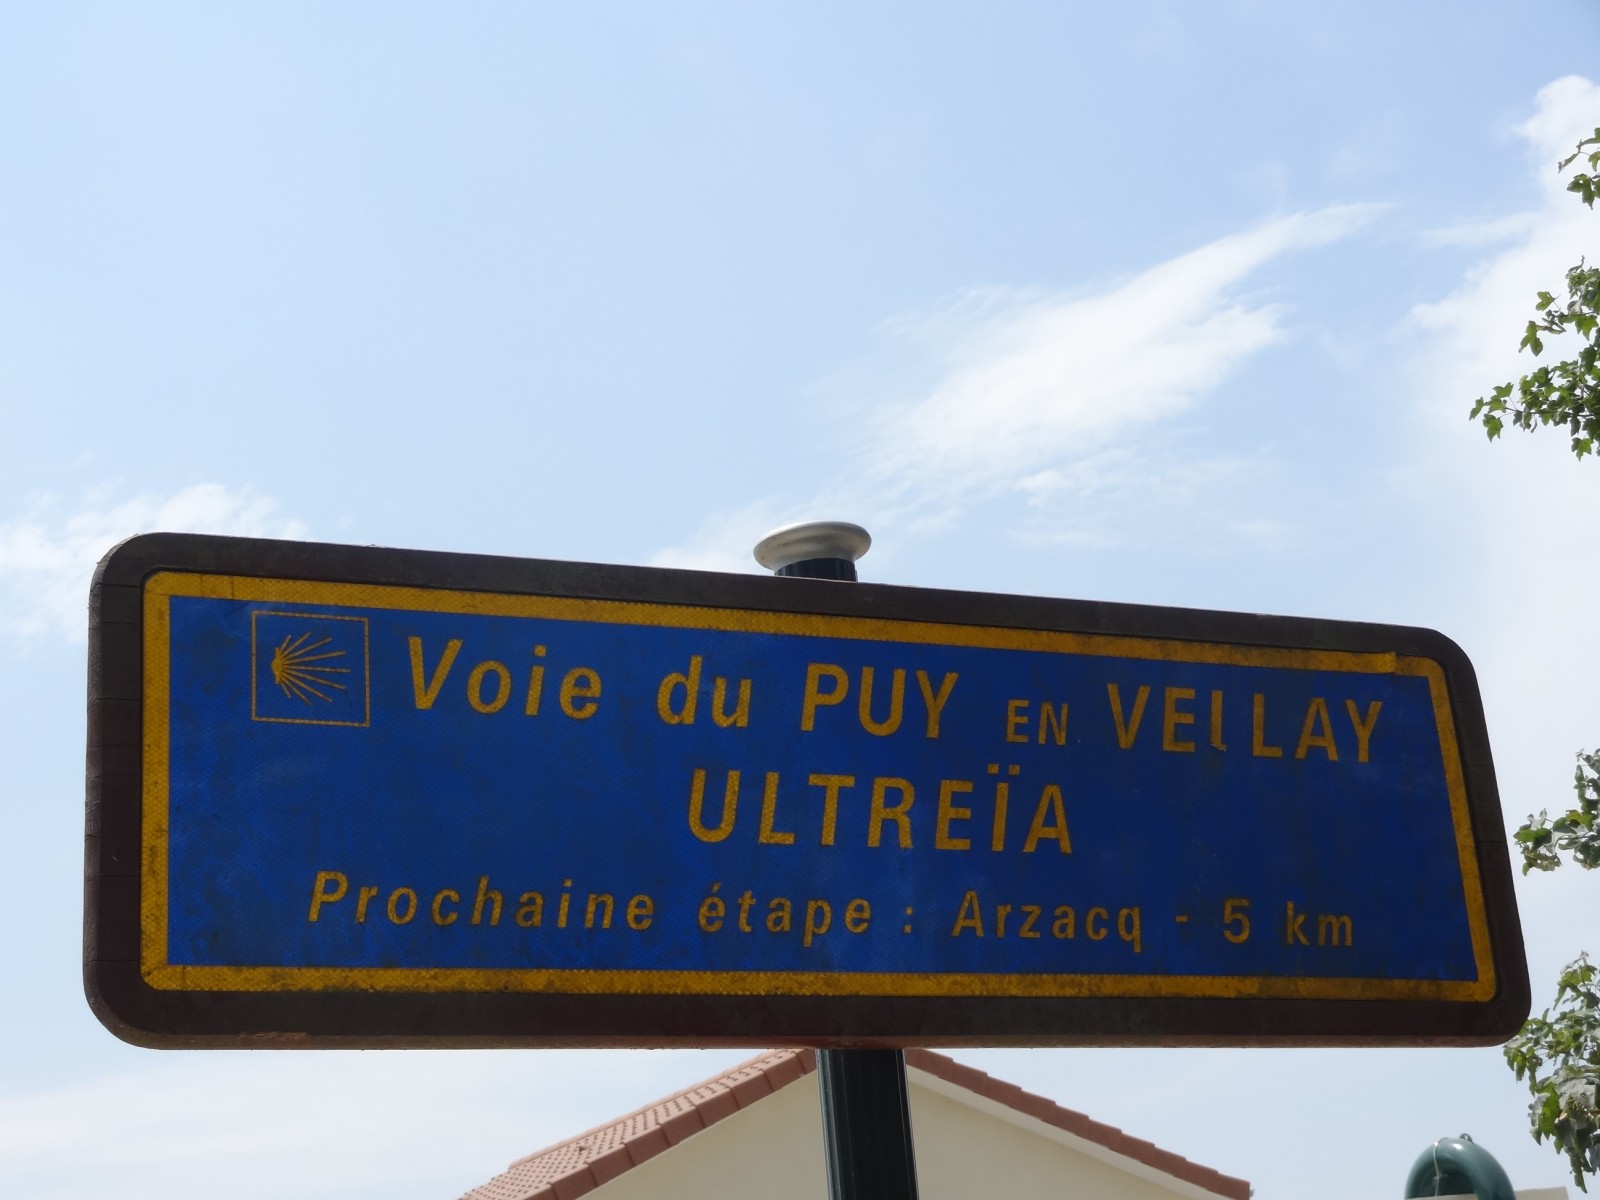 Voie du PUY EN VELLAY
ULTREÏA
Prochaine étape : Arzacq - 5 km